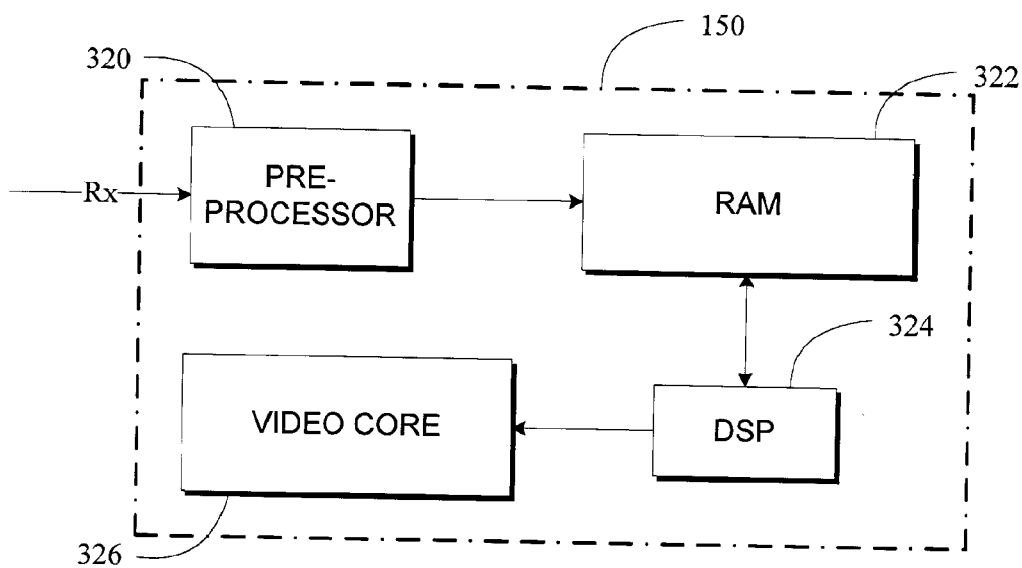 150
320
322
Rx
PRE-
PROCESSOR
RAM
324
VIDEO CORE
DSP
326